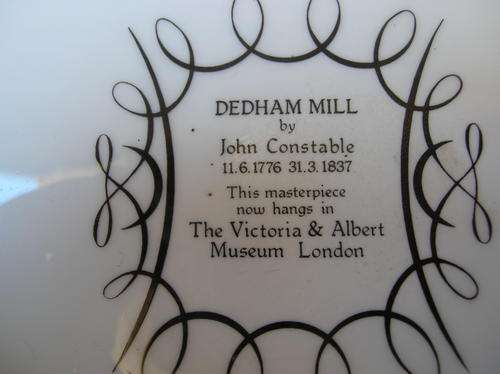 DEDHAM MILL
by
John Constable
11.6.1776 31.3.1837
This masterpiece
now hangs in
The Victoria & Albert
Museum London